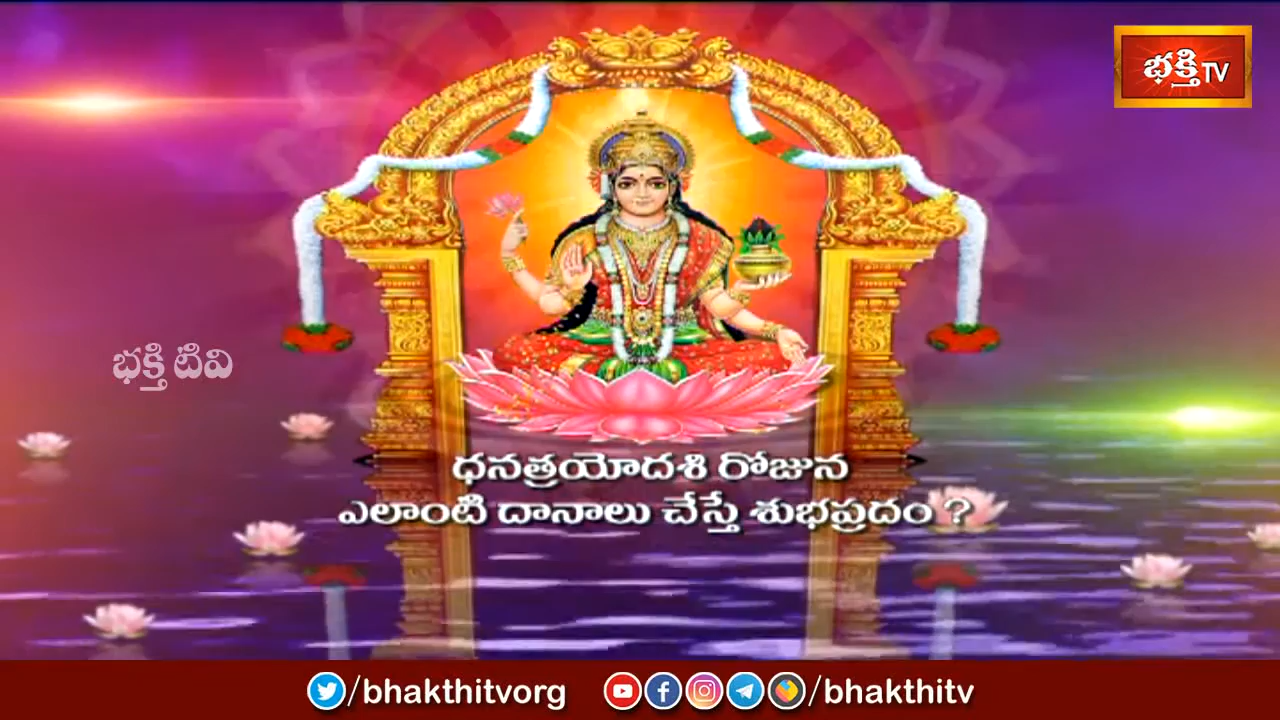 భక్తి TV
భక్తి టివి
ధనత్రయోదశి రోజున
ఎలాంటి దానాలు చేస్తే శుభప్రదం ?
/bhakthitvorg
/bhakthitv